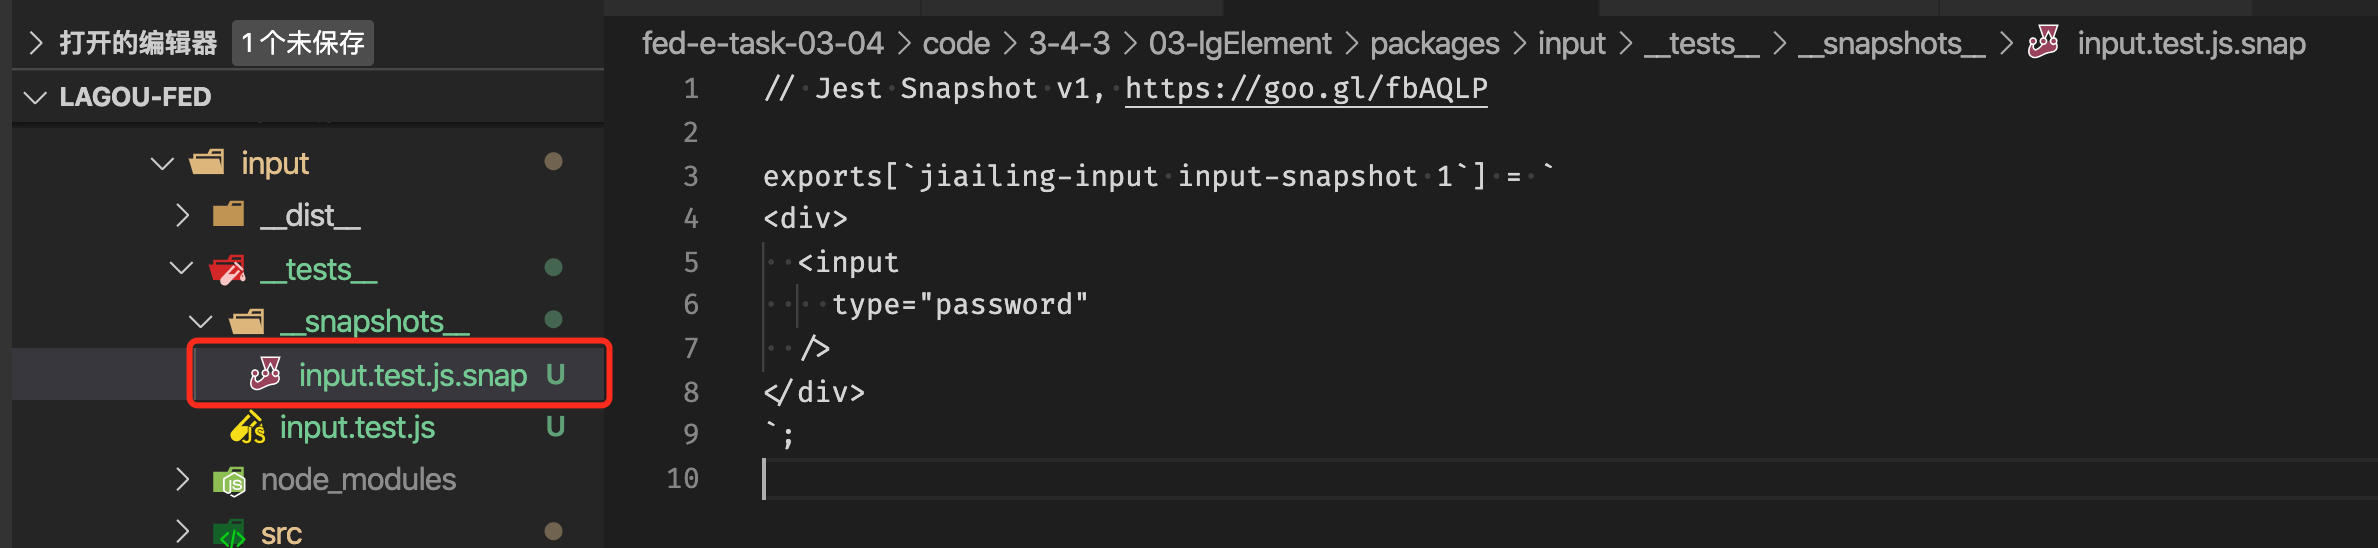 打开的编辑器 1 个未保存
LAGOU-FED
input
__dist__
__tests__
__snapshots__
input.test.js.snap U
input.test.js U
node_modules
src
fed-e-task-03-04 > code > 3-4-3 > 03-lgElement > packages > input > __tests__ > __snapshots__ > input.test.js.snap
1 // Jest Snapshot v1, https://goo.gl/fbAQLP
2
3 exports[`jiailing-input input-snapshot 1`] = `
4 <div>
5   <input
6     type="password"
7   />
8 </div>
9 `;
10